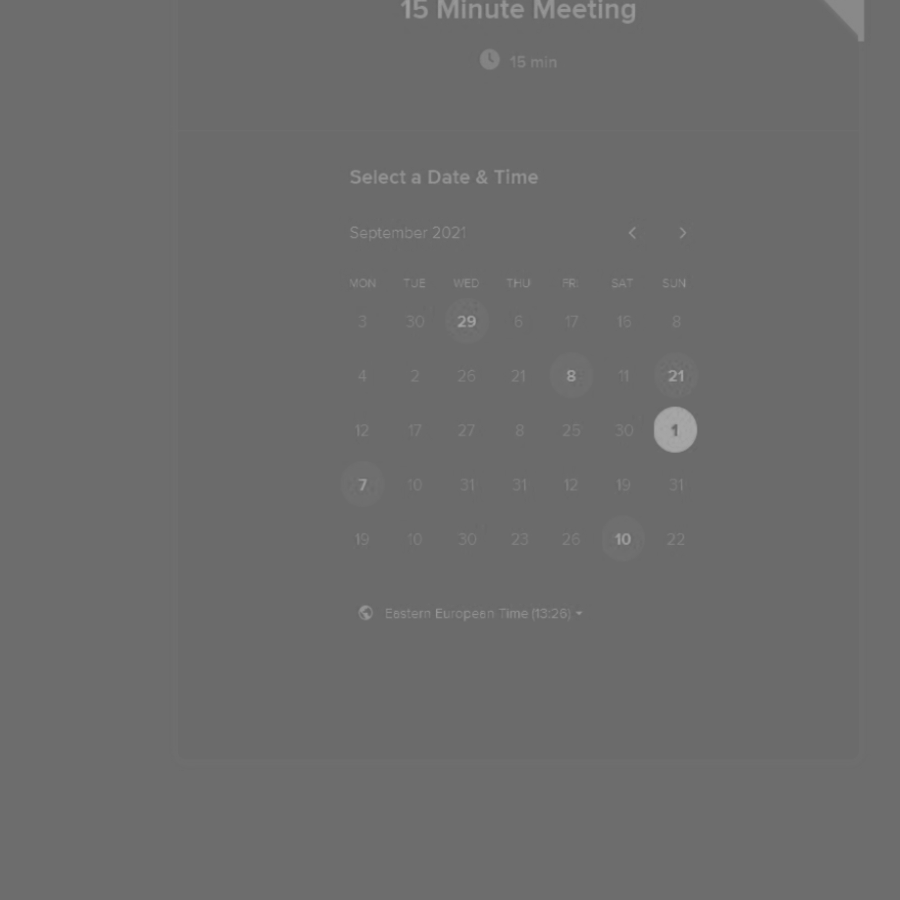 15 Minute Meeting
15 min
Select a Date & Time
September 2021
MON TUE WED THU FRI SAT SUN
3 30 29 6 17 16 8
4 2 26 21 8 11 21
12 17 27 8 25 30 1
7 10 31 31 12 19 31
19 10 30 23 26 10 22
Eastern European Time (13:26)